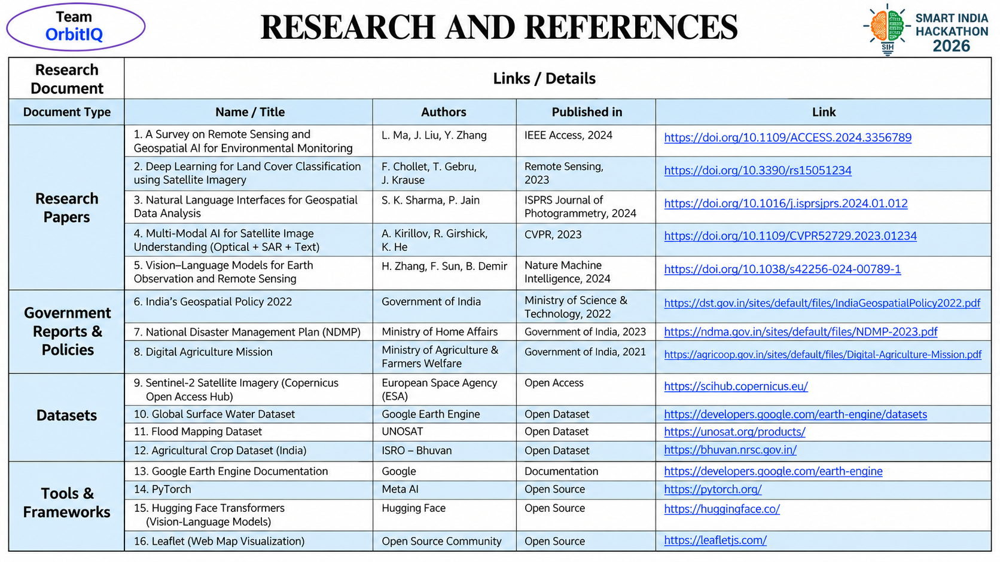 Team
OrbitIQ
RESEARCH AND REFERENCES
SIH
SMART INDIA
HACKATHON
2026
Research
Document
Links / Details
Document Type
Name / Title
Authors
Published in
Link
Research
Papers
1. A Survey on Remote Sensing and
Geospatial AI for Environmental Monitoring
L. Ma, J. Liu, Y. Zhang
IEEE Access, 2024
https://doi.org/10.1109/ACCESS.2024.3356789
2. Deep Learning for Land Cover Classification
using Satellite Imagery
F. Chollet, T. Gebru,
J. Krause
Remote Sensing,
2023
https://doi.org/10.3390/rs15051234
3. Natural Language Interfaces for Geospatial
Data Analysis
S. K. Sharma, P. Jain
ISPRS Journal of
Photogrammetry, 2024
https://doi.org/10.1016/j.isprsjprs.2024.01.012
4. Multi-Modal AI for Satellite Image
Understanding (Optical + SAR + Text)
A. Kirillov, R. Girshick,
K. He
CVPR, 2023
https://doi.org/10.1109/CVPR52729.2023.01234
5. Vision–Language Models for Earth
Observation and Remote Sensing
H. Zhang, F. Sun, B. Demir
Nature Machine
Intelligence, 2024
https://doi.org/10.1038/s42256-024-00789-1
Government
Reports &
Policies
6. India’s Geospatial Policy 2022
Government of India
Ministry of Science &
Technology, 2022
https://dst.gov.in/sites/default/files/IndiaGeospatialPolicy2022.pdf
7. National Disaster Management Plan (NDMP)
Ministry of Home Affairs
Government of India, 2023
https://ndma.gov.in/sites/default/files/NDMP-2023.pdf
8. Digital Agriculture Mission
Ministry of Agriculture &
Farmers Welfare
Government of India, 2021
https://agricoop.gov.in/sites/default/files/Digital-Agriculture-Mission.pdf
Datasets
9. Sentinel-2 Satellite Imagery (Copernicus
Open Access Hub)
European Space Agency
(ESA)
Open Access
https://scihub.copernicus.eu/
10. Global Surface Water Dataset
Google Earth Engine
Open Dataset
https://developers.google.com/earth-engine/datasets
11. Flood Mapping Dataset
UNOSAT
Open Dataset
https://unosat.org/products/
12. Agricultural Crop Dataset (India)
ISRO – Bhuvan
Open Dataset
https://bhuvan.nrsc.gov.in/
Tools &
Frameworks
13. Google Earth Engine Documentation
Google
Documentation
https://developers.google.com/earth-engine
14. PyTorch
Meta AI
Open Source
https://pytorch.org/
15. Hugging Face Transformers
(Vision-Language Models)
Hugging Face
Open Source
https://huggingface.co/
16. Leaflet (Web Map Visualization)
Open Source Community
Open Source
https://leafletjs.com/